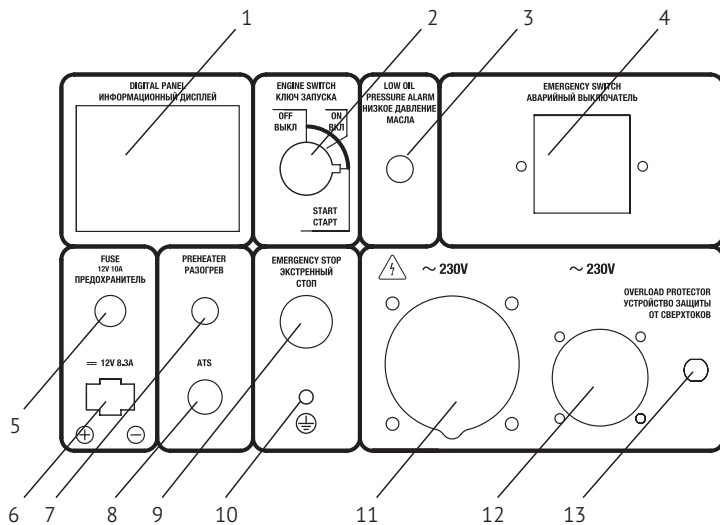 1
2
3
4
DIGITAL PANEL
ИНФОРМАЦИОННЫЙ ДИСПЛЕЙ
ENGINE SWITCH
КЛЮЧ ЗАПУСКА
OFF
ВЫКЛ
ON
ВКЛ
START
СТАРТ
LOW OIL
PRESSURE ALARM
НИЗКОЕ ДАВЛЕНИЕ
МАСЛА
EMERGENCY SWITCH
АВАРИЙНЫЙ ВЫКЛЮЧАТЕЛЬ
FUSE
12V 10A
ПРЕДОХРАНИТЕЛЬ
12V 8.3A
PREHEATER
РАЗОГРЕВ
ATS
EMERGENCY STOP
ЭКСТРЕННЫЙ
СТОП
~ 230V
~ 230V
OVERLOAD PROTECTOR
УСТРОЙСТВО ЗАЩИТЫ
ОТ СВЕРХТОКОВ
5
6
7
8
9
10
11
12
13